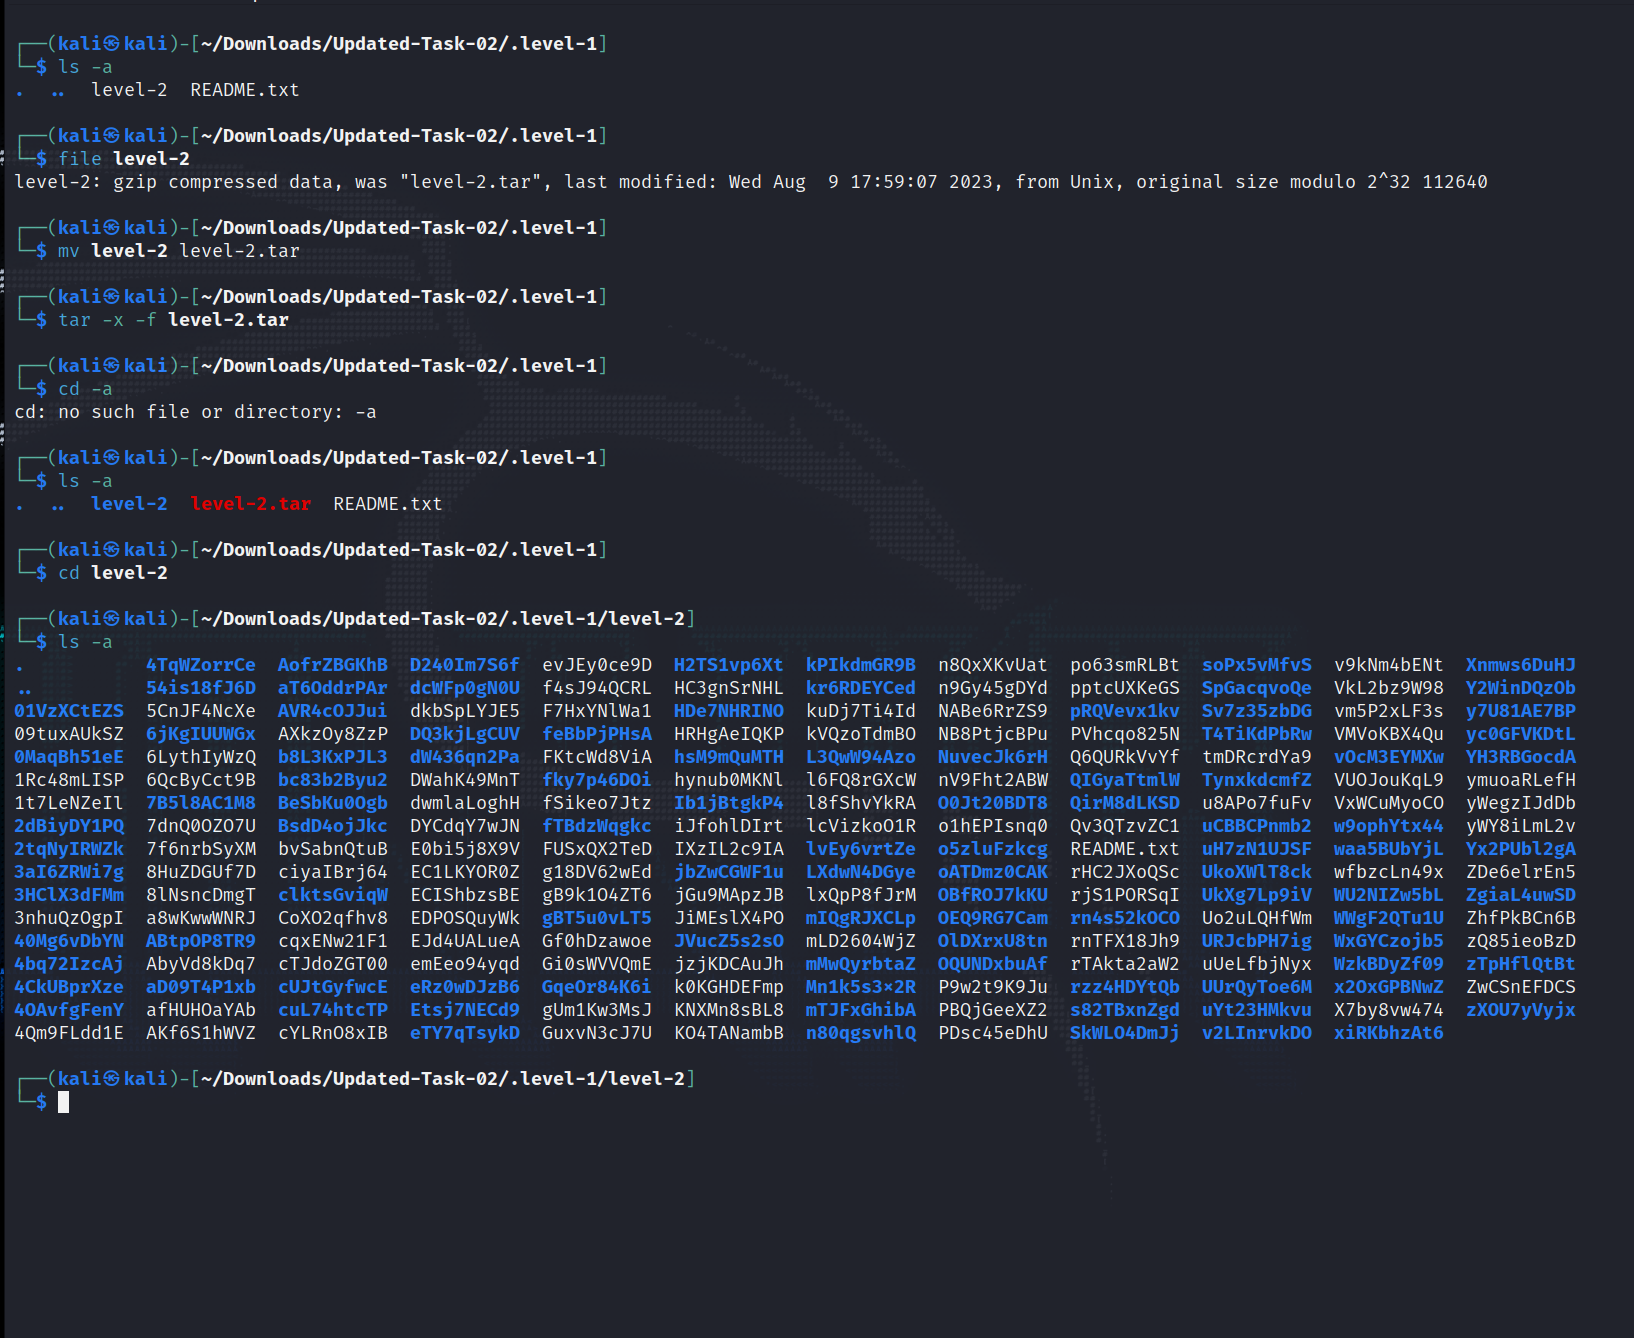 ┌──(kali㉿kali)-[~/Downloads/Updated-Task-02/.level-1]
└─$ ls -a
.  ..  level-2  README.txt
┌──(kali㉿kali)-[~/Downloads/Updated-Task-02/.level-1]
└─$ file level-2
level-2: gzip compressed data, was "level-2.tar", last modified: Wed Aug  9 17:59:07 2023, from Unix, original size modulo 2^32 112640
┌──(kali㉿kali)-[~/Downloads/Updated-Task-02/.level-1]
└─$ mv level-2 level-2.tar
┌──(kali㉿kali)-[~/Downloads/Updated-Task-02/.level-1]
└─$ tar -x -f level-2.tar
┌──(kali㉿kali)-[~/Downloads/Updated-Task-02/.level-1]
└─$ cd -a
cd: no such file or directory: -a
┌──(kali㉿kali)-[~/Downloads/Updated-Task-02/.level-1]
└─$ ls -a
.  ..  level-2  level-2.tar  README.txt
┌──(kali㉿kali)-[~/Downloads/Updated-Task-02/.level-1]
└─$ cd level-2
┌──(kali㉿kali)-[~/Downloads/Updated-Task-02/.level-1/level-2]
└─$ ls -a
.  4TqWZorrCe  AofrZBGKhB  D240Im7S6f  evJEy0ce9D  H2TS1vp6Xt  kPIkdmGR9B  n8QxXKvUat  po63smRLBt  soPx5vMfvS  v9kNm4bENt  Xnmws6DuHJ
..  54is18fJ6D  aT6OddrPAr  dcWFp0gN0U  f4sJ94QCRL  HC3gnSrNHL  kr6RDEYCed  n9Gy45gDYd  pptcUXKeGS  SpGacqvoQe  VkL2bz9W98  Y2WinDQzOb
01VzXCtEZS  5CnJF4NcXe  AVR4cOJJui  dkbSpLYJE5  F7HxYNlWa1  HDe7NHRINO  kuDj7Ti4Id  NABe6RrZS9  pRQVevx1kv  Sv7z35zbDG  vm5P2xLF3s  y7U81AE7BP
09tuxAUkSZ  6jKgIUUWGx  AXkzOy8ZzP  DQ3kjLgCUV  feBbPjPHsA  HRHgAeIQKP  kVQzoTdmBO  NB8PtjcBPu  PVhcqo825N  T4TiKdPbRw  VMVoKBX4Qu  yc0GFVKDtL
0MaqBh51eE  6LythIyWzQ  b8L3KxPJL3  dW436qn2Pa  FKtcWd8ViA  hsM9mQuMTH  L3QwW94Azo  NuvecJk6rH  Q6QURkVvYf  tmDRcrdYa9  vOcM3EYMXw  YH3RBGocdA
1Rc48mLISP  6QcByCct9B  bc83b2Byu2  DWahK49MnT  fky7p46DOi  hynub0MKNl  l6FQ8rGXcW  nV9Fht2ABW  QIGyaTtmlW  TynxkdcmfZ  VUOJouKqL9  ymuoaRLefH
1t7LeNZeIl  7B5l8AC1M8  BeSbKu0Ogb  dwmlaLoghH  fSikeo7Jtz  Ib1jBtgkP4  l8fShvYkRA  O0Jt20BDT8  QirM8dLKSD  u8APo7fuFv  VxWCuMyoCO  yWegzIJdDb
2dBiyDY1PQ  7dnQ0OZO7U  BsdD4ojJkc  DYCdqY7wJN  fTBdzWqgkc  iJfohlDIrt  lcVizkoO1R  o1hEPIsnq0  Qv3QTzvZC1  uCBBCPnmb2  w9ophYtx44  yWY8iLmL2v
2tqNyIRWZk  7f6nrbSyXM  bvSabnQtuB  E0bi5j8X9V  FUSxQX2TeD  IXzIL2c9IA  lvEy6vrtZe  o5zluFzkcg  README.txt  uH7zN1UJSF  waa5BUbYjL  Yx2PUbl2gA
3aI6ZRWi7g  8HuZDGUf7D  ciyaIBrj64  EC1LKYOR0Z  g18DV62wEd  jbZwCGWF1u  LXdwN4DGye  oATDmz0CAK  rHC2JXoQSc  UkoXWlT8ck  wfbzcLn49x  ZDe6elrEn5
3HClX3dFMm  8lNsncDmgT  clktsGviqW  ECIShbzsBE  gB9k1O4ZT6  jGu9MApzJB  lxQpP8fJrM  OBfROJ7kKU  rjS1PORSqI  UkXg7Lp9iV  WU2NIZw5bL  ZgiaL4uwSD
3nhuQzOgpI  a8wKwwWNRJ  CoXO2qfhv8  EDPOSQuyWk  gBT5u0vLT5  JiMEslX4PO  mIQgRJXCLp  OEQ9RG7Cam  rn4s52kOCO  Uo2uLQHfWm  WWgF2QTu1U  ZhfPkBCn6B
40Mg6vDbYN  ABtpOP8TR9  cqxENw21F1  EJd4UALueA  Gf0hDzawoe  JVucZ5s2sO  mLD2604WjZ  OlDXrxU8tn  rnTFX18Jh9  URJcbPH7ig  WxGYCzojb5  zQ85ieoBzD
4bq72IzcAj  AbyVd8kDq7  cTJdoZGT00  emEeo94yqd  Gi0sWVVQmE  jzjKDCAuJh  mMwQyrbtaZ  OQUNDxbuAf  rTAkta2aW2  uUeLfbjNyx  WzkBDyZf09  zTpHflQtBt
4CkUBprXze  aD09T4P1xb  cUJtGyfwcE  eRz0wDJzB6  GqeOr84K6i  k0KGHDEFmp  Mn1k5s3×2R  P9w2t9K9Ju  rzz4HDYtQb  UUrQyToe6M  x2OxGPBNwZ  ZwCSnEFDCS
4OAvfgFenY  afHUHOaYAb  cuL74htcTP  Etsj7NECd9  gUm1Kw3MsJ  KNXMn8sBL8  mTJFxGhibA  PBQjGeeXZ2  s82TBxnZgd  uYt23HMkvu  X7by8vw474  zXOU7yVyjx
4Qm9FLdd1E  AKf6S1hWVZ  cYLRnO8xIB  eTY7qTsykD  GuxvN3cJ7U  KO4TANambB  n80qgsvhlQ  PDsc45eDhU  SkWLO4DmJj  v2LInrvkDO  xiRKbhzAt6
┌──(kali㉿kali)-[~/Downloads/Updated-Task-02/.level-1/level-2]
└─$